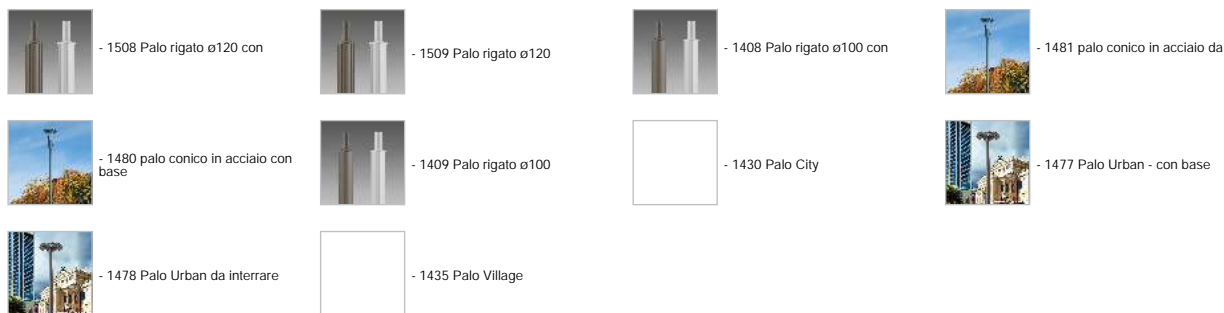 - 1508 Palo rigato ø120 con
- 1509 Palo rigato ø120
- 1408 Palo rigato ø100 con
- 1481 palo conico in acciaio da
- 1480 palo conico in acciaio con
base
- 1409 Palo rigato ø100
- 1430 Palo City
- 1477 Palo Urban - con base
- 1478 Palo Urban da interrare
- 1435 Palo Village